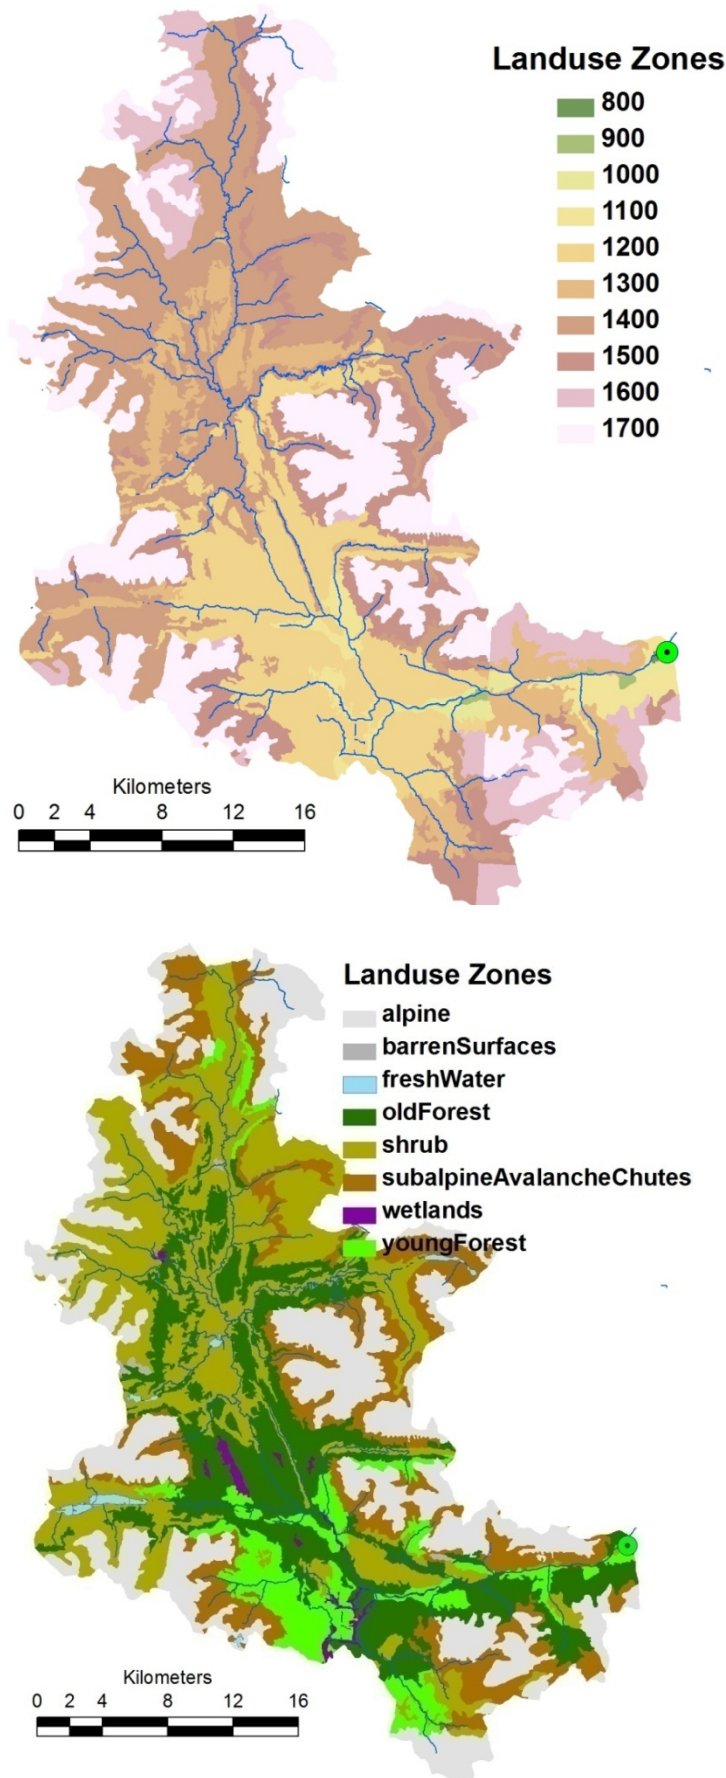 Landuse Zones
800
900
1000
1100
1200
1300
1400
1500
1600
1700
Kilometers
0 2 4 8 12 16
Landuse Zones
alpine
barrenSurfaces
freshWater
oldForest
shrub
subalpineAvalancheChutes
wetlands
youngForest
Kilometers
0 2 4 8 12 16